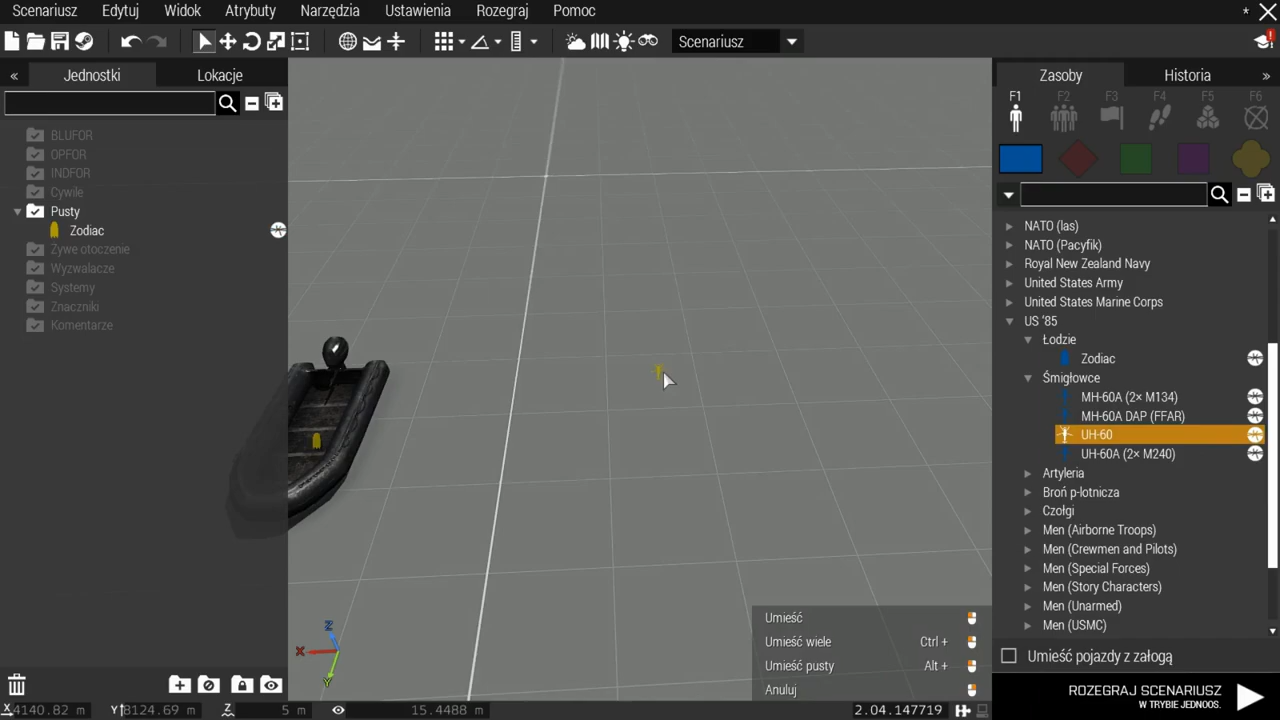 Scenariusz Edytuj Widok Atrybuty Narzędzia Ustawienia Rozegraj Pomoc *
Scenariusz
Jednostki Lokacje
BLUFOR
OPFOR
INDFOR
Cywile
Pusty
Zodiac
Żywe otoczenie
Wyzwalacze
Systemy
Znaczniki
Komentarze
Zasoby Historia
F1 F2 F3 F4 F5 F6
NATO (las)
NATO (Pacyfik)
Royal New Zealand Navy
United States Army
United States Marine Corps
US '85
Łodzie
Zodiac
Śmigłowce
MH-60A (2× M134)
MH-60A DAP (FFAR)
UH-60
UH-60A (2× M240)
Artyleria
Broń p-lotnicza
Czołgi
Men (Airborne Troops)
Men (Crewmen and Pilots)
Men (Special Forces)
Men (Story Characters)
Men (Unarmed)
Men (USMC)
Umieść pojazdy z załogą
Z
X
Y
Umieść
Umieść wiele Ctrl +
Umieść pusty Alt +
Anuluj
ROZEGRAJ SCENARIUSZ
W TRYBIE JEDNOOS.
X 4140.82 m Y 8124.69 m Z 5 m 15.4488 m 2.04.147719